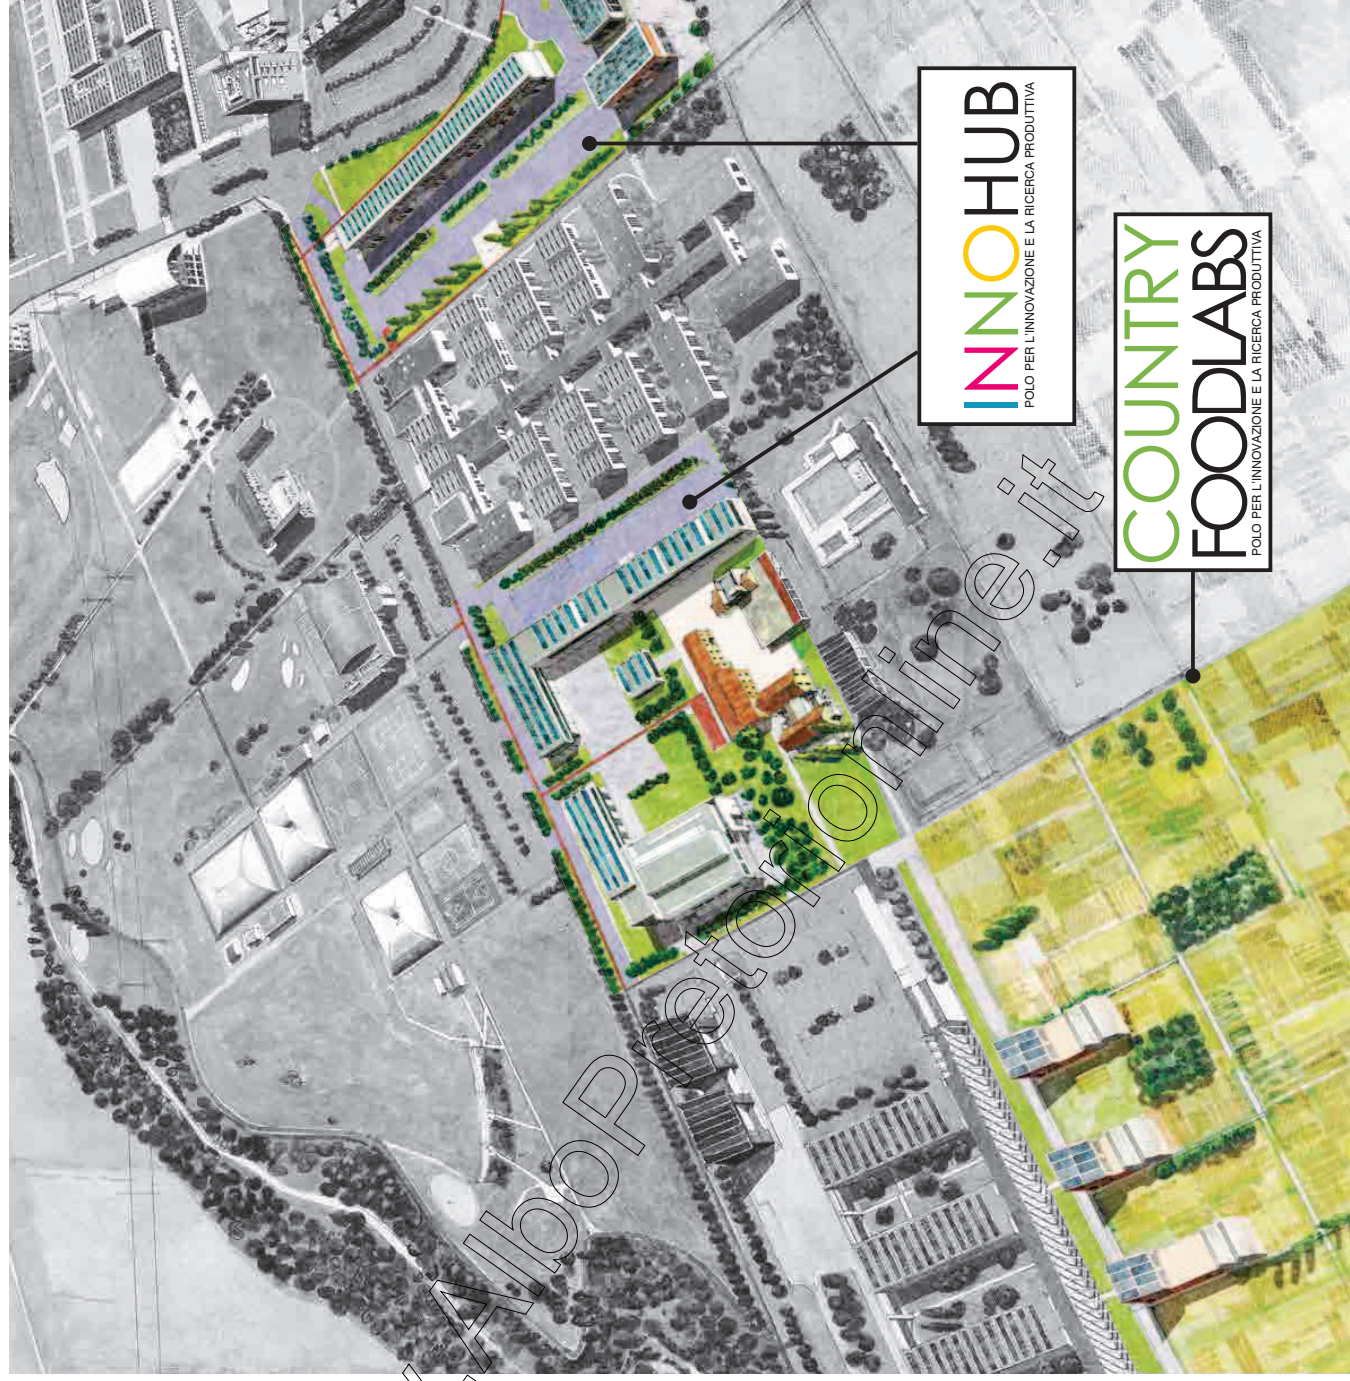 INNOHUB
POLO PER L'INNOVAZIONE E LA RICERCA PRODUTTIVA
COUNTRY
FOODLABS
POLO PER L'INNOVAZIONE E LA RICERCA PRODUTTIVA
AlboPretorionline.it